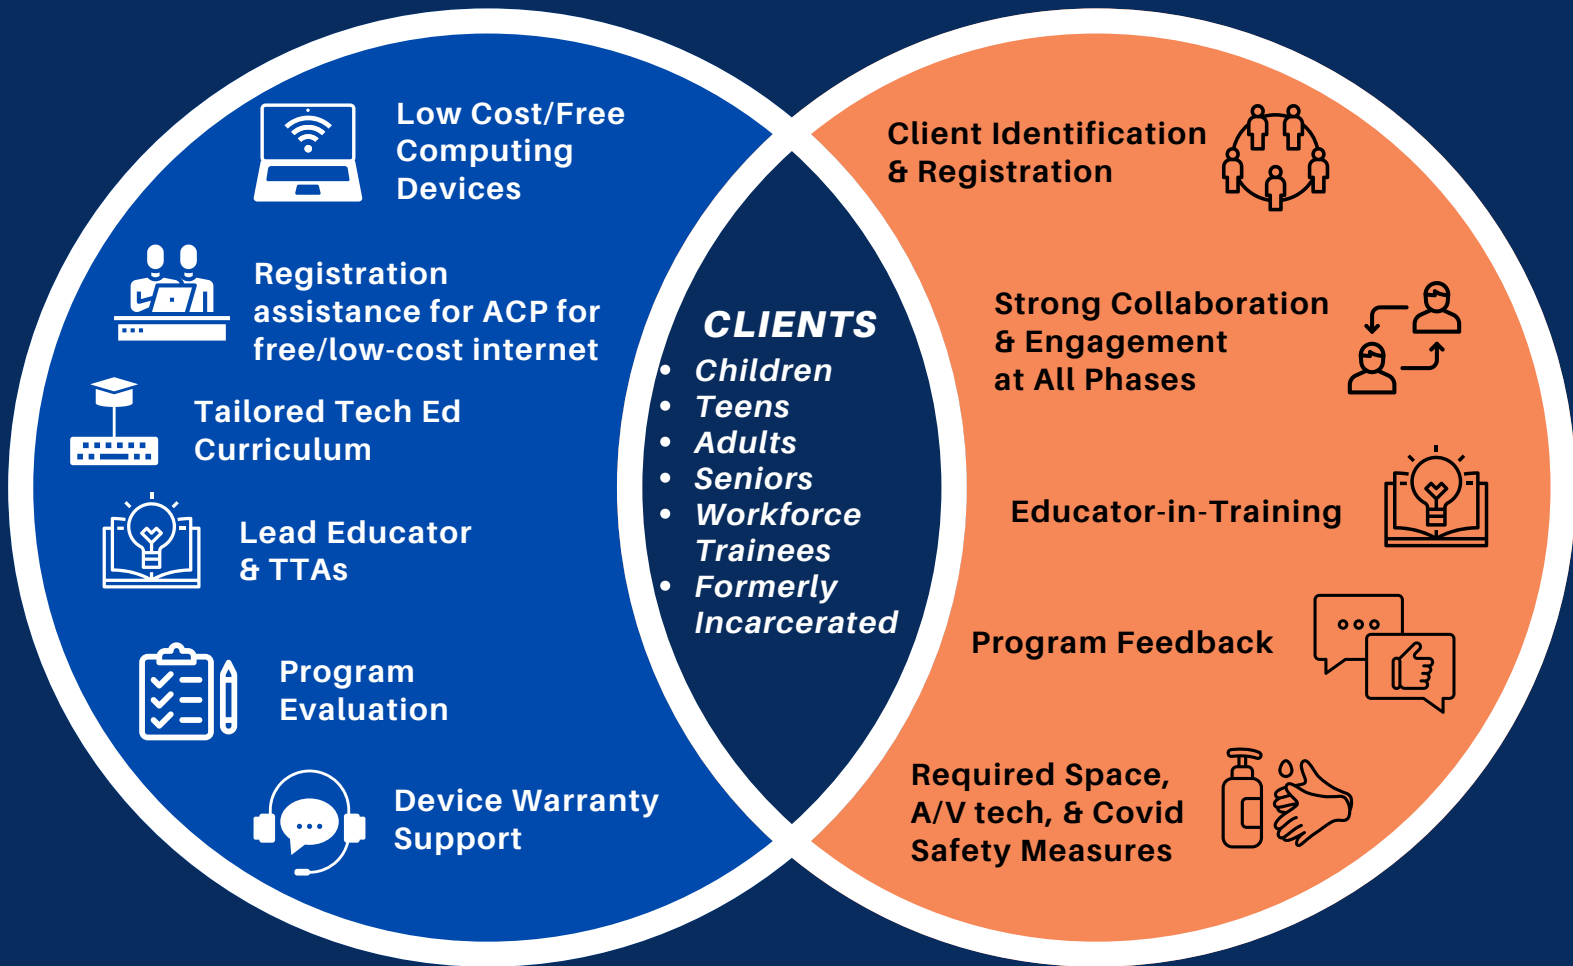 Low Cost/Free
Computing
Devices
Registration
assistance for ACP for
free/low-cost internet
Tailored Tech Ed
Curriculum
Lead Educator
& TTAs
Program
Evaluation
Device Warranty
Support
CLIENTS
• Children
• Teens
• Adults
• Seniors
• Workforce
Trainees
• Formerly
Incarcerated
Client Identification
& Registration
Strong Collaboration
& Engagement
at All Phases
Educator-in-Training
Program Feedback
Required Space,
A/V tech, & Covid
Safety Measures